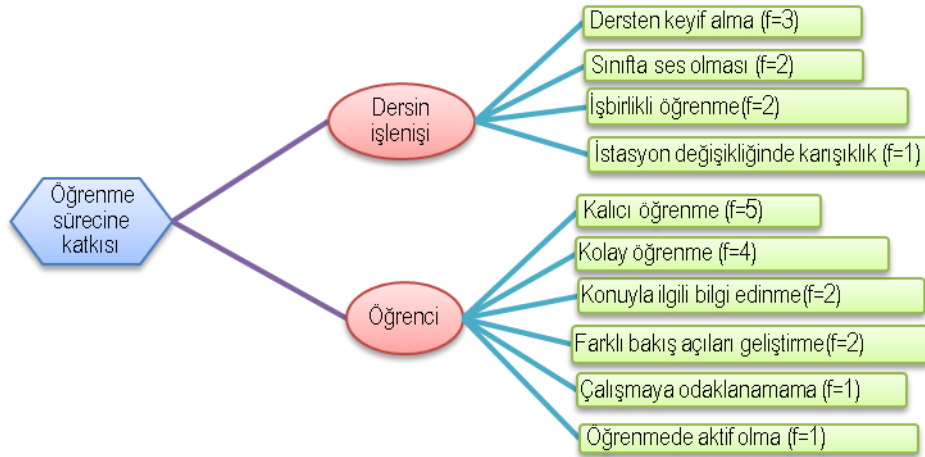 Öğrenme
sürecine
katkısı
Dersin
işlenişi
Dersten keyif alma (f=3)
Sınıfta ses olması (f=2)
İşbirlikli öğrenme(f=2)
İstasyon değişikliğinde karışıklık (f=1)
Öğrenci
Kalıcı öğrenme (f=5)
Kolay öğrenme (f=4)
Konuyla ilgili bilgi edinme(f=2)
Farklı bakış açıları geliştirme(f=2)
Çalışmaya odaklanamama (f=1)
Öğrenmede aktif olma (f=1)